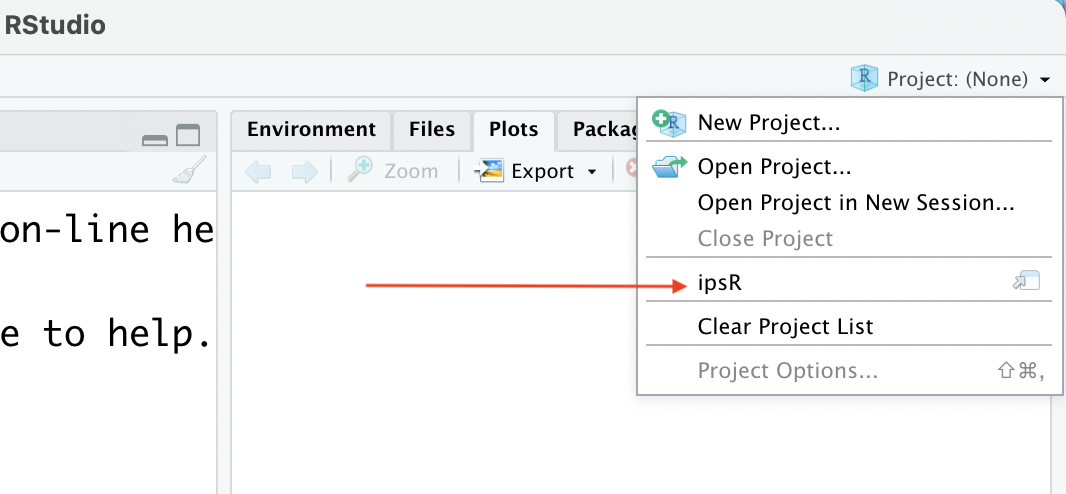 RStudio
Project: (None)
Environment Files Plots
Zoom Export
on-line he
e to help.
New Project...
Open Project...
Open Project in New Session...
Close Project
ipsR
Clear Project List
Project Options... ⇧⌘,